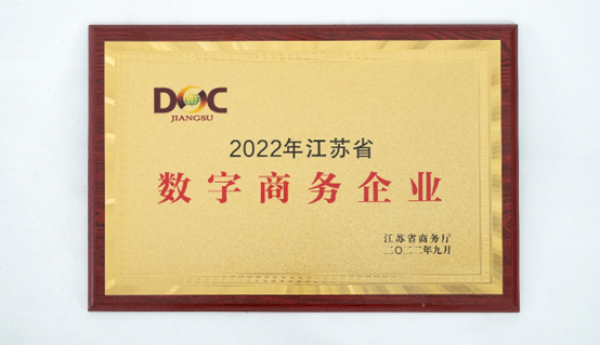 DOC
JIANGSU
2022年江苏省
数字商务企业
江苏省商务厅
二〇二二年九月